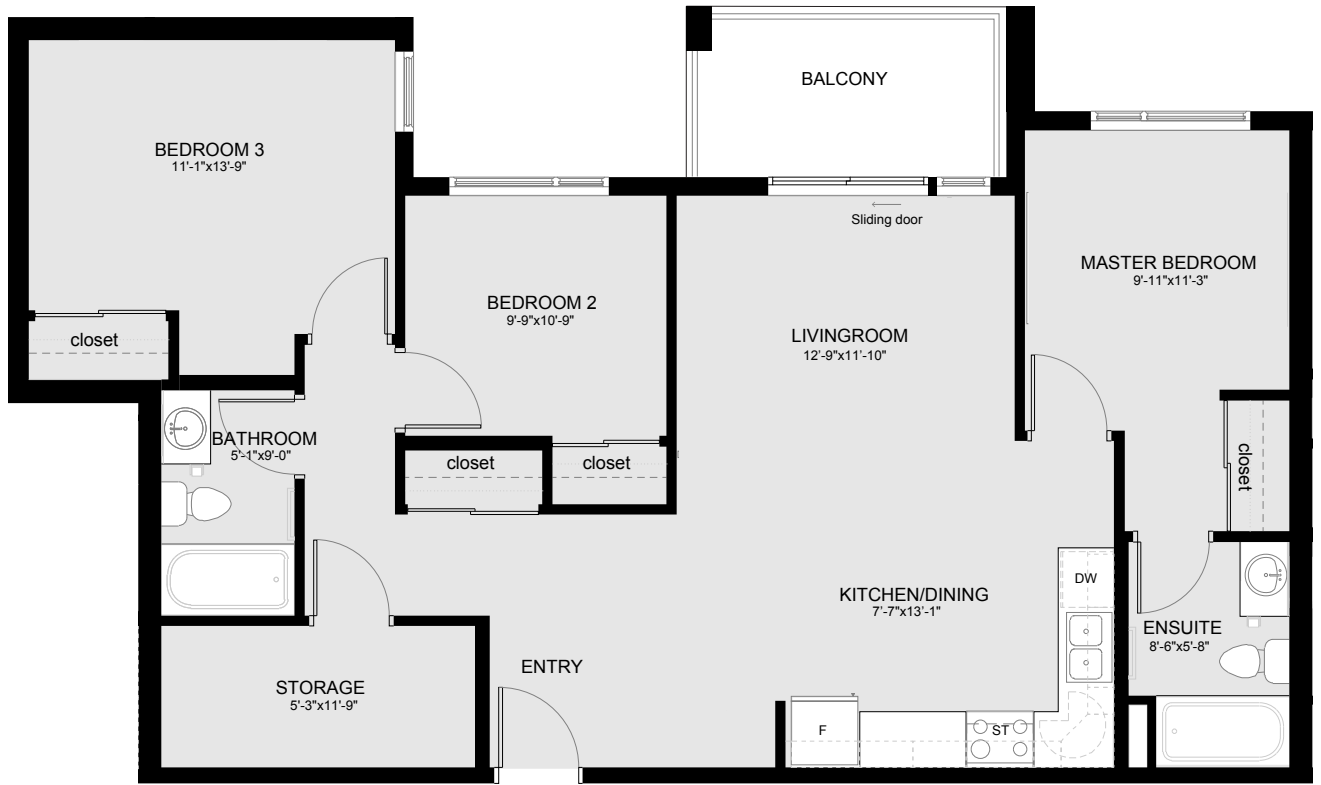 BALCONY
BEDROOM 3
11'-1"x13'-9"
Sliding door
MASTER BEDROOM
9'-11"x11'-3"
BEDROOM 2
9'-9"x10'-9"
LIVINGROOM
12'-9"x11'-10"
closet
BATHROOM
5'-1"x9'-0"
closet
closet
closet
DW
KITCHEN/DINING
7'-7"x13'-1"
ENSUITE
8'-6"x5'-8"
ENTRY
STORAGE
5'-3"x11'-9"
F
ST